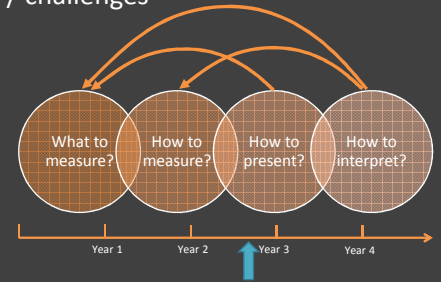 challenges
What to
measure?
How to
measure?
How to
present?
How to
interpret?
Year 1
Year 2
Year 3
Year 4